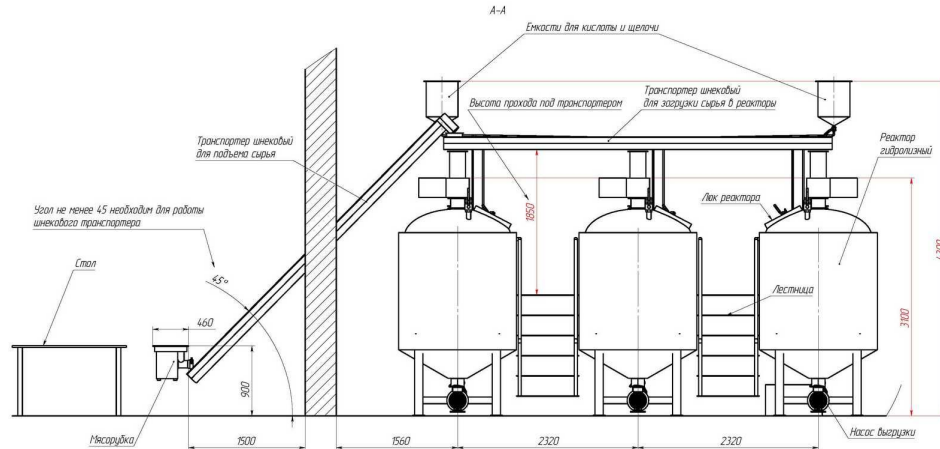 А-А
Емкости для кислоты и щелочи
Транспортер шнековый
для загрузки сырья в реакторы
Высота прохода под транспортером
Транспортер шнековый
для подъема сырья
Реактор
гидролизный
Угол не менее 45 необходим для работы
шнекового транспортера
Люк реактора
1850
Стол
45°
Лестница
460
3100
4200
900
Мясорубка
Насос выгрузки
1500
1560
2320
2320